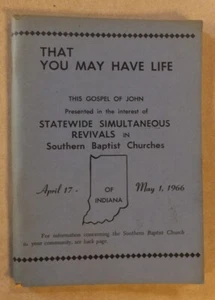 THAT
YOU MAY HAVE LIFE
THIS GOSPEL OF JOHN
Presented in the interest of
STATEWIDE SIMULTANEOUS
REVIVALS IN
Southern Baptist Churches
April 17 -
OF
INDIANA
May 1, 1966
For information concerning the Southern Baptist Church
in your community, see back page.